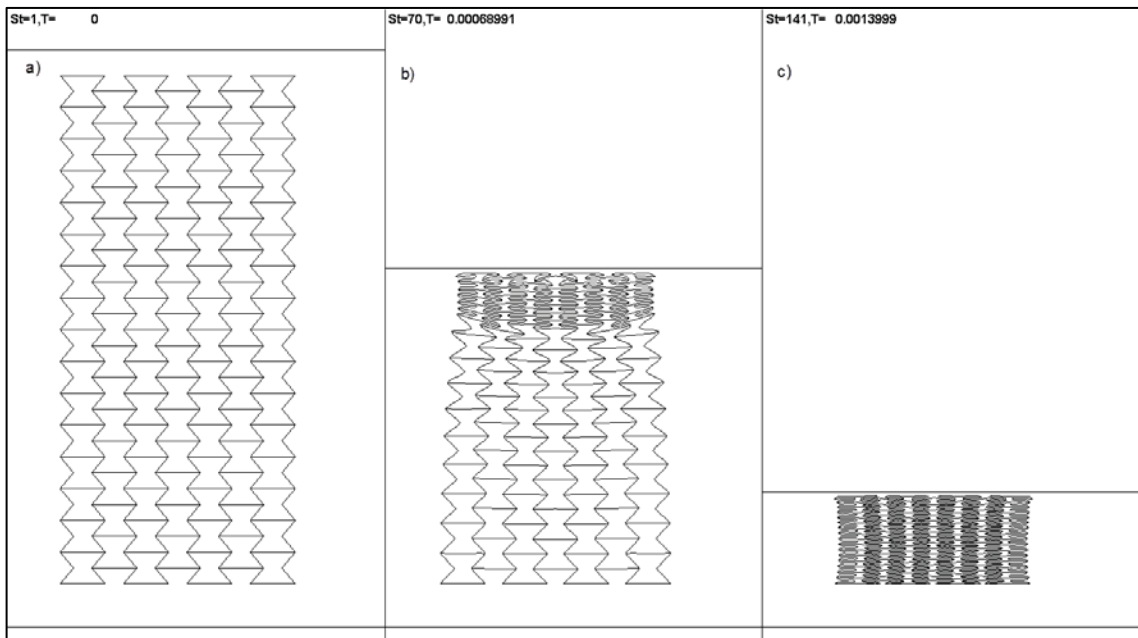 St=1,T= 0
a)
St=70,T= 0.00068991
b)
St=141,T= 0.0013999
c)